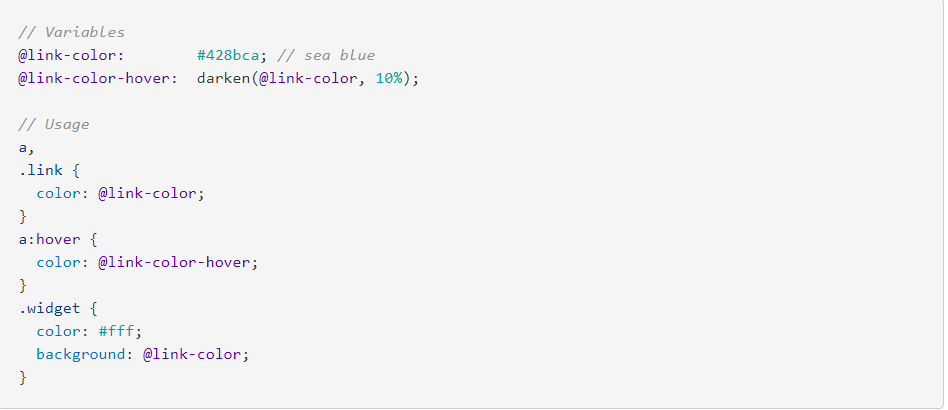 // Variables
@link-color:        #428bca; // sea blue
@link-color-hover:  darken(@link-color, 10%);

// Usage
a,
.link {
  color: @link-color;
}
a:hover {
  color: @link-color-hover;
}
.widget {
  color: #fff;
  background: @link-color;
}